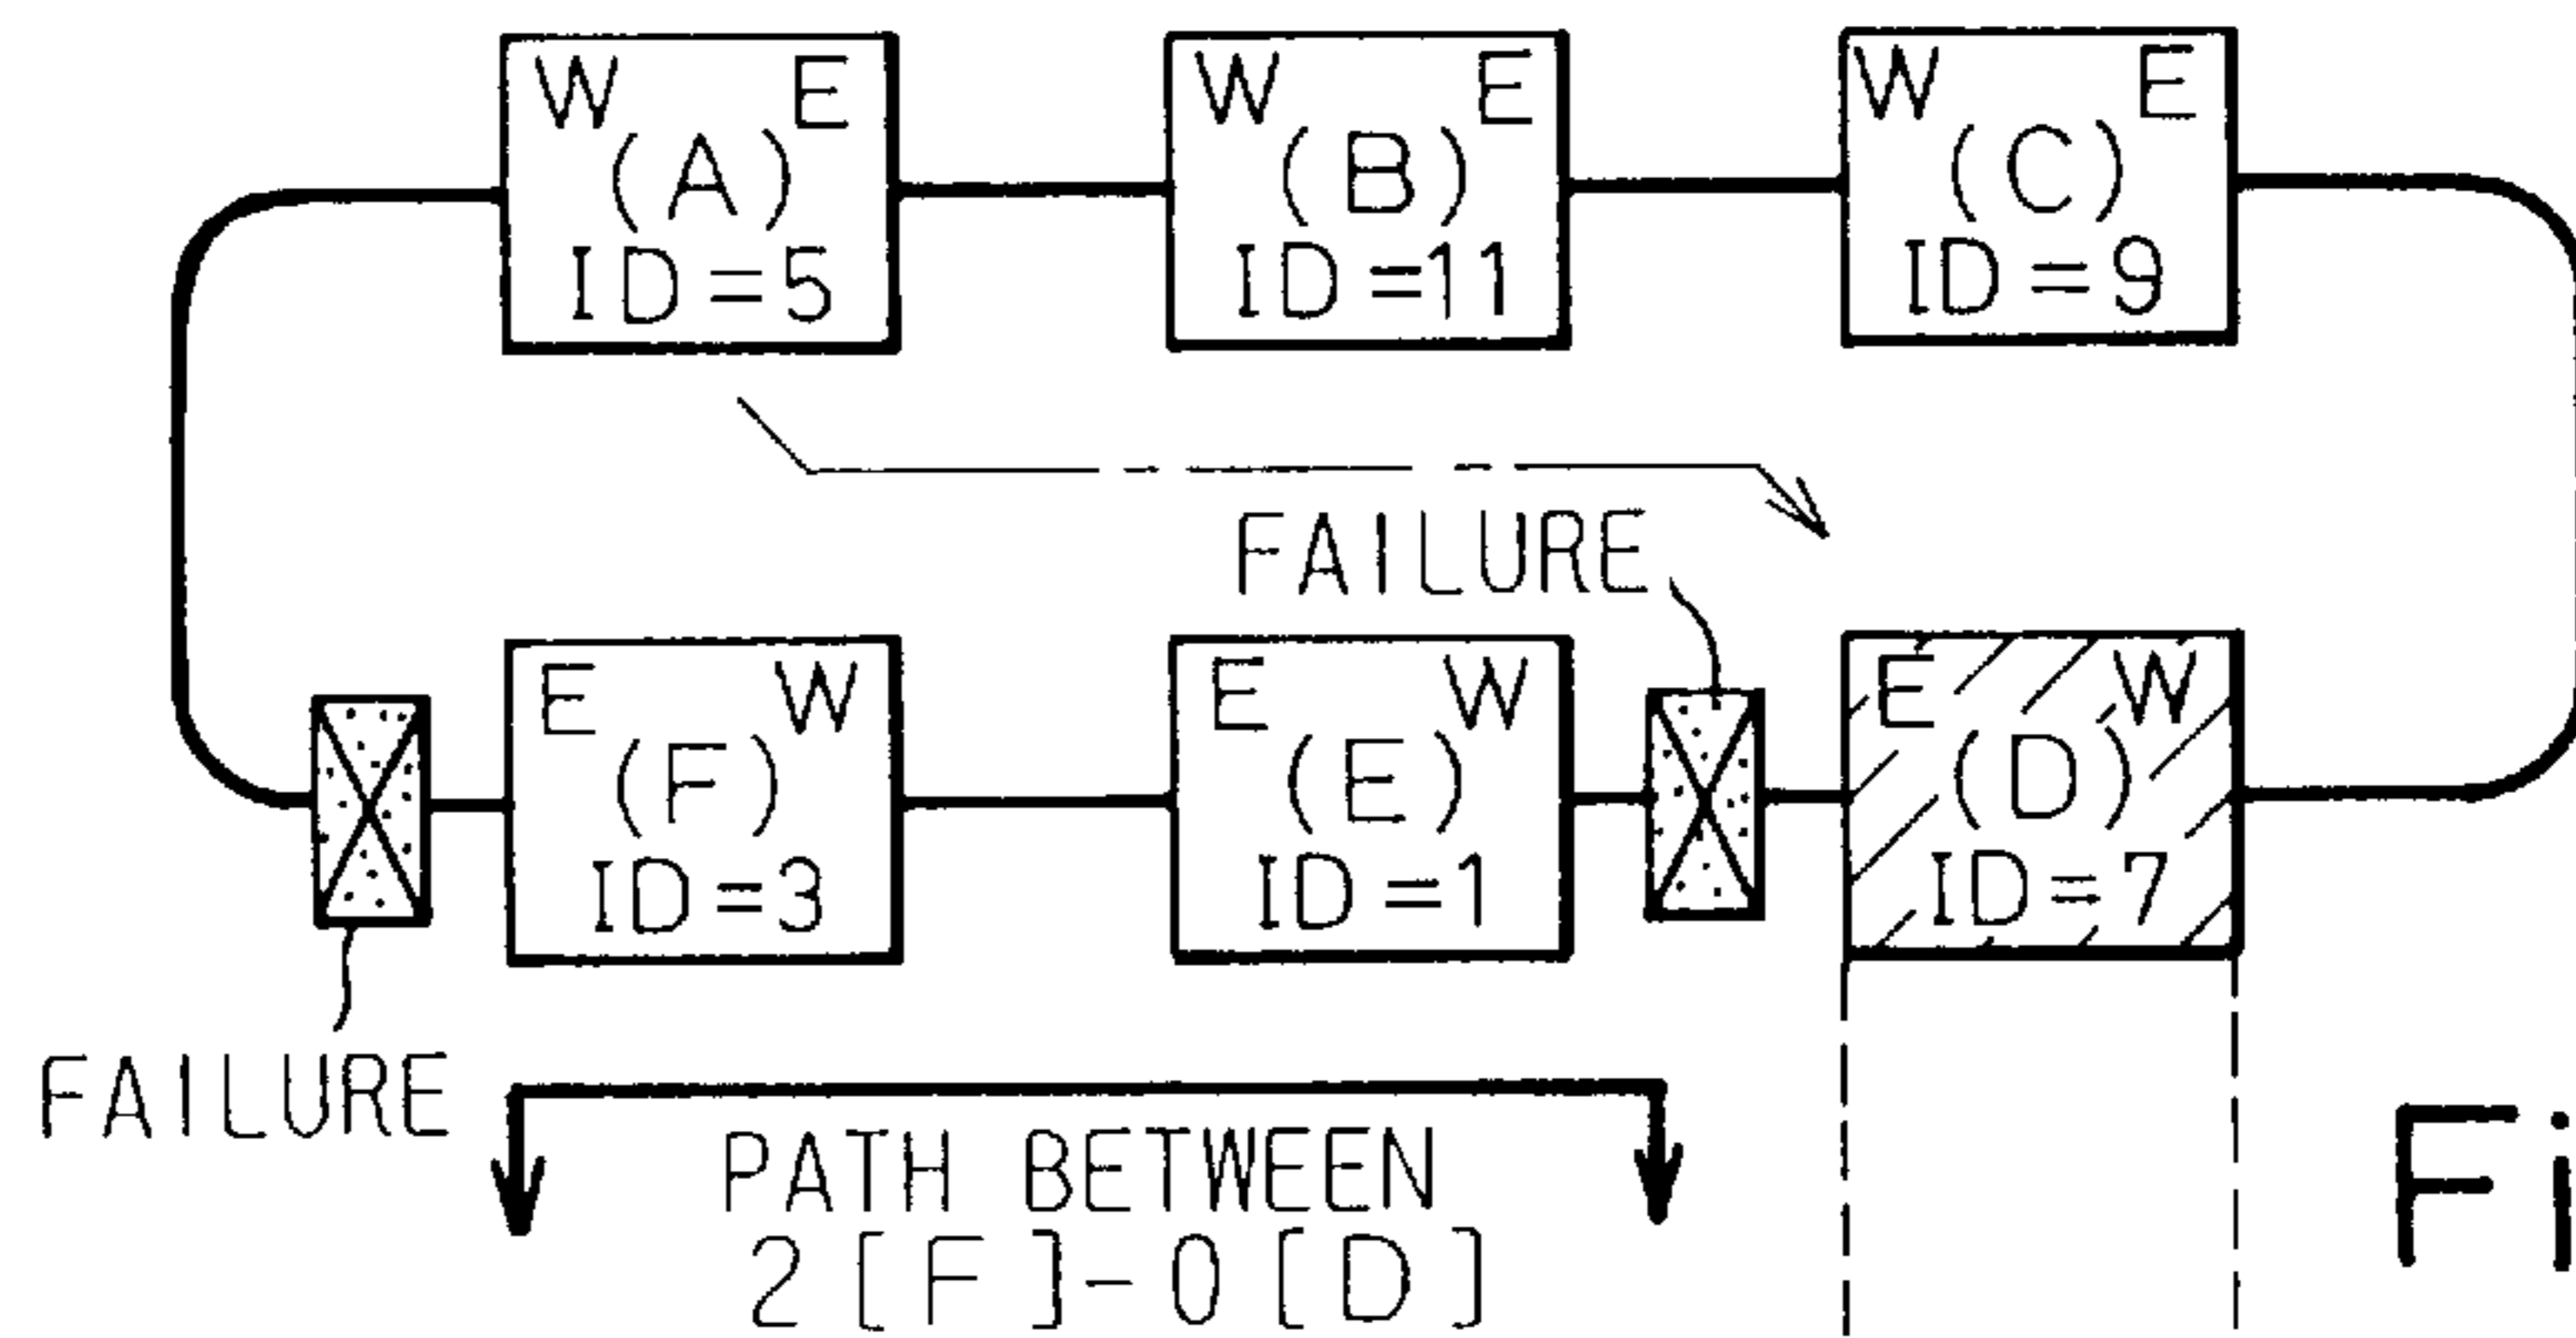 W E W E W E
(A) (B) (C)
ID=5 ID=11 ID=9
FAILURE
E W E W E W
(F) (E) (D)
ID=3 ID=1 ID=7
FAILURE
PATH BETWEEN
2[F]-0[D]
Fi